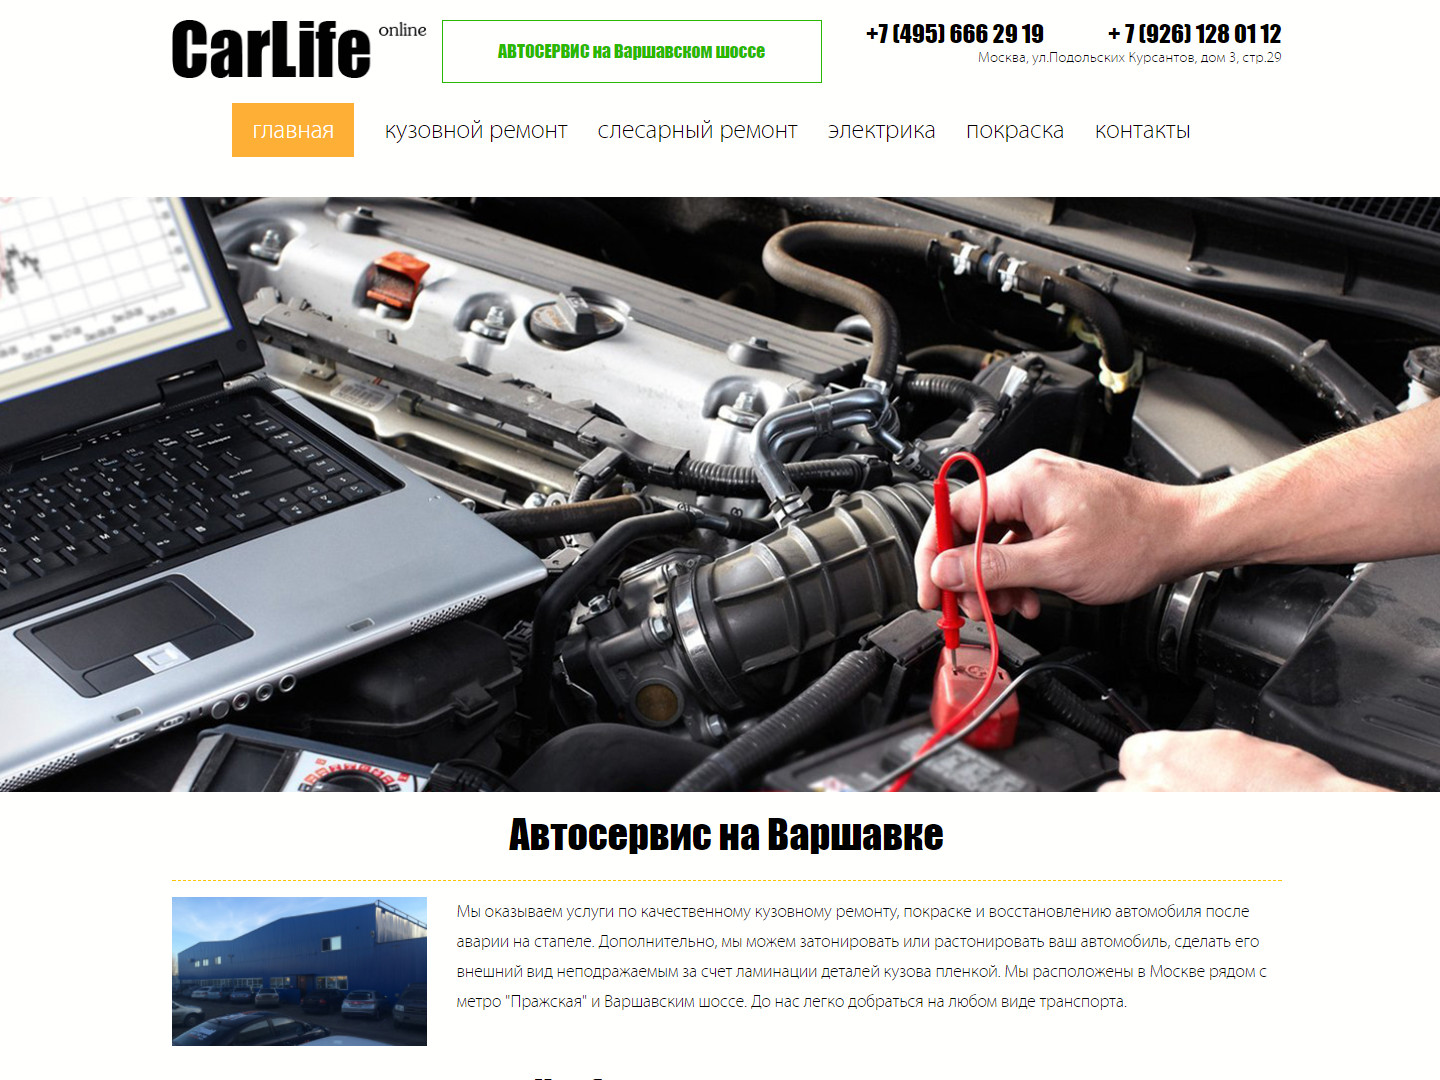 CarLife online
АВТОСЕРВИС на Варшавском шоссе
+7 (495) 666 29 19
+ 7 (926) 128 01 12
Москва, ул.Подольских Курсантов, дом 3, стр.29
главная
кузовной ремонт
слесарный ремонт
электрика
покраска
контакты
Автосервис на Варшавке
Мы оказываем услуги по качественному кузовному ремонту, покраске и восстановлению автомобиля после
аварии на стапеле. Дополнительно, мы можем затонировать или растонировать ваш автомобиль, сделать его
внешний вид неподражаемым за счет ламинации деталей кузова пленкой. Мы расположены в Москве рядом с
метро "Пражская" и Варшавским шоссе. До нас легко добраться на любом виде транспорта.